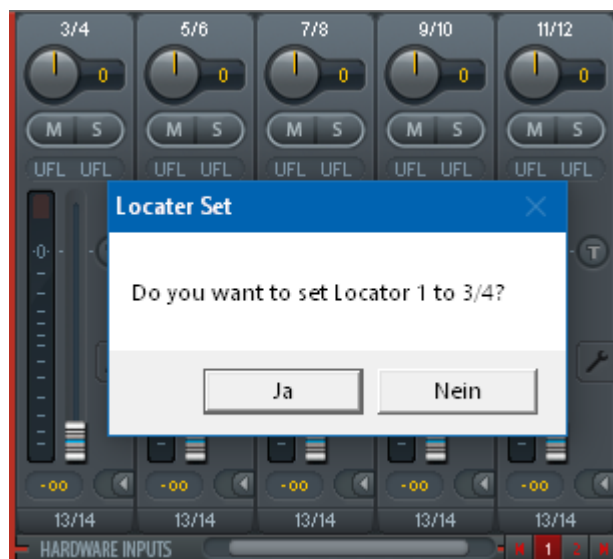 3/4 5/6 7/8 9/10 11/12
0 0 0 0 0
M S M S M S M S M S
UFL UFL UFL UFL UFL UFL UFL UFL UFL UFL
Locater Set
-0-
T
Do you want to set Locator 1 to 3/4?
Ja Nein
-oo -oo -oo -oo -oo
13/14 13/14 13/14 13/14 13/14
HARDWARE INPUTS 1 2